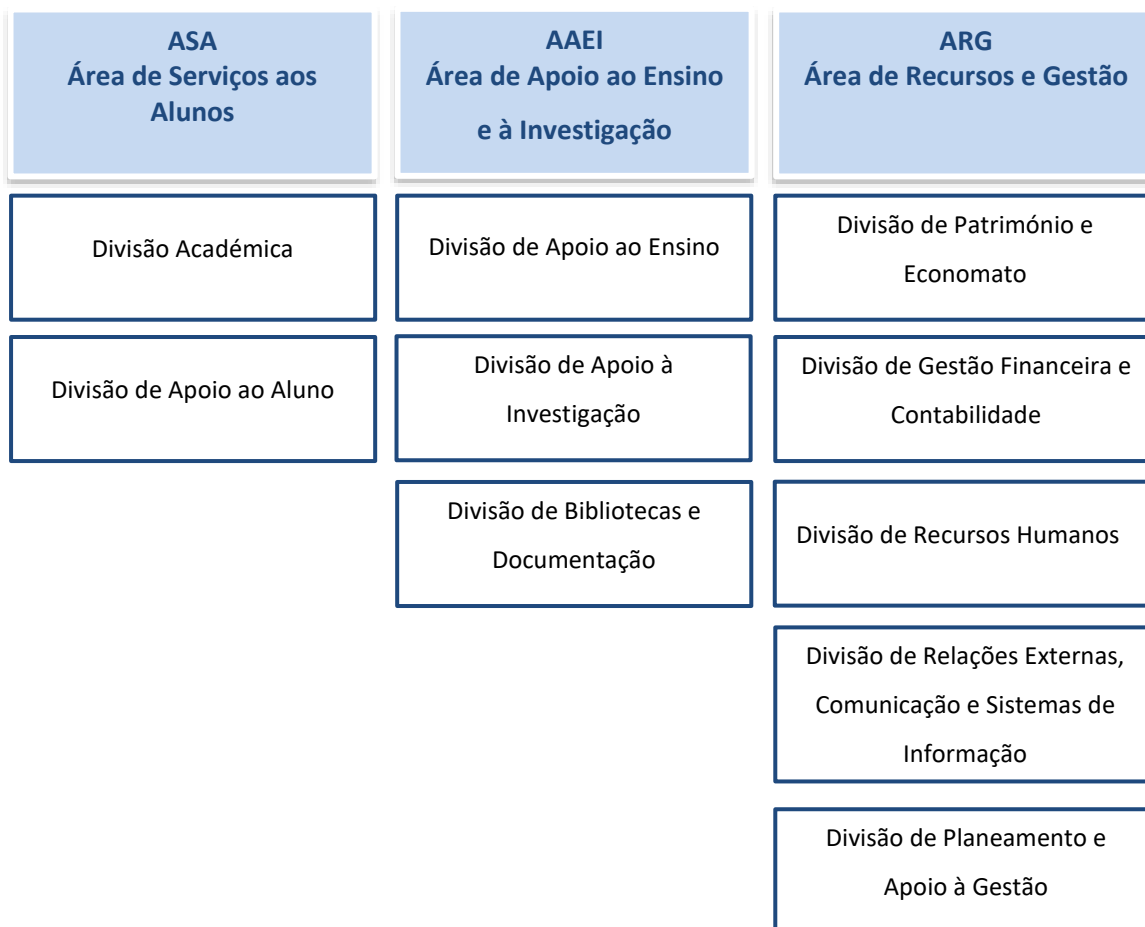 ASA
Área de Serviços aos
Alunos
Divisão Académica
Divisão de Apoio ao Aluno
AAEI
Área de Apoio ao Ensino
e à Investigação
Divisão de Apoio ao Ensino
Divisão de Apoio à
Investigação
Divisão de Bibliotecas e
Documentação
ARG
Área de Recursos e Gestão
Divisão de Património e
Economato
Divisão de Gestão Financeira e
Contabilidade
Divisão de Recursos Humanos
Divisão de Relações Externas,
Comunicação e Sistemas de
Informação
Divisão de Planeamento e
Apoio à Gestão